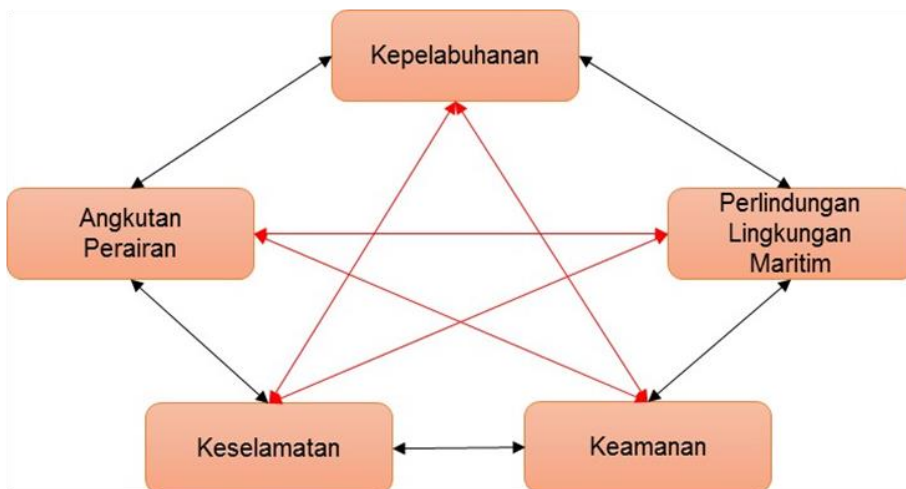 Kepelabuhanan
Angkutan
Perairan
Perlindungan
Lingkungan
Maritim
Keselamatan
Keamanan